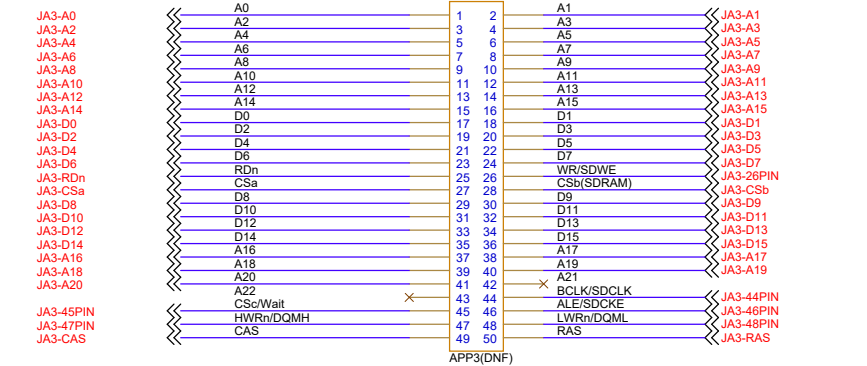 JA3-A0 A0 1 2 A1 JA3-A1
JA3-A2 A2 3 4 A3 JA3-A3
JA3-A4 A4 5 6 A5 JA3-A5
JA3-A6 A6 7 8 A7 JA3-A7
JA3-A8 A8 9 10 A9 JA3-A9
JA3-A10 A10 11 12 A11 JA3-A11
JA3-A12 A12 13 14 A13 JA3-A13
JA3-A14 A14 15 16 A15 JA3-A15
JA3-D0 D0 17 18 D1 JA3-D1
JA3-D2 D2 19 20 D3 JA3-D3
JA3-D4 D4 21 22 D5 JA3-D5
JA3-D6 D6 23 24 D7 JA3-D7
JA3-RDn RDn 25 26 WR/SDWE JA3-26PIN
JA3-CSa CSa 27 28 CSb(SDRAM) JA3-CSb
JA3-D8 D8 29 30 D9 JA3-D9
JA3-D10 D10 31 32 D11 JA3-D11
JA3-D12 D12 33 34 D13 JA3-D13
JA3-D14 D14 35 36 D15 JA3-D15
JA3-A16 A16 37 38 A17 JA3-A17
JA3-A18 A18 39 40 A19 JA3-A19
JA3-A20 A20 41 42 A21
A22 43 44 BCLK/SDCLK JA3-44PIN
JA3-45PIN CSc/Wait 45 46 ALE/SDCKE JA3-46PIN
JA3-47PIN HWRn/DQMH 47 48 LWRn/DQML JA3-48PIN
JA3-CAS CAS 49 50 RAS JA3-RAS
APP3(DNF)